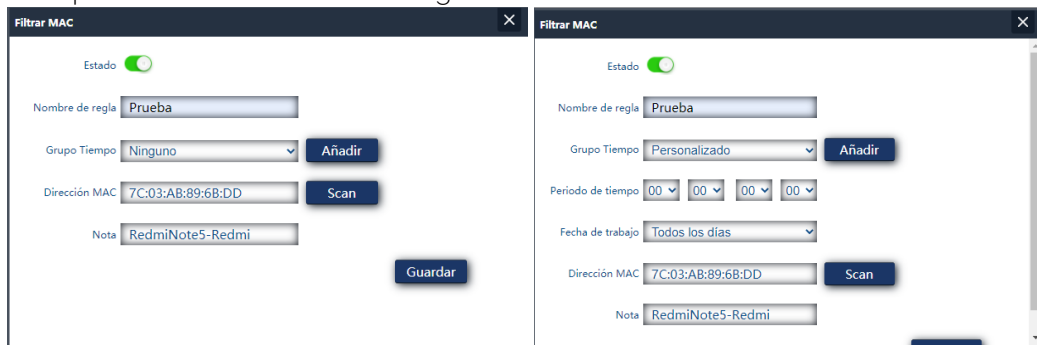 Filtrar MAC
Estado
Nombre de regla Prueba
Grupo Tiempo Ninguno Añadir
Dirección MAC 7C:03:AB:89:6B:DD Scan
Nota RedmiNote5-Redmi
Guardar
Filtrar MAC
Estado
Nombre de regla Prueba
Grupo Tiempo Personalizado Añadir
Periodo de tiempo 00 00 00 00
Fecha de trabajo Todos los días
Dirección MAC 7C:03:AB:89:6B:DD Scan
Nota RedmiNote5-Redmi